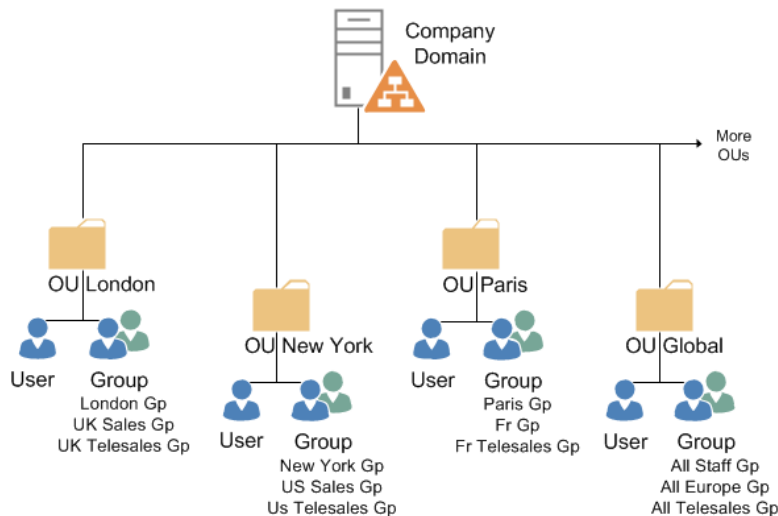 Company
Domain
More
OUs
OU London
User
Group
London Gp
UK Sales Gp
UK Telesales Gp
OU New York
User
Group
New York Gp
US Sales Gp
Us Telesales Gp
OU Paris
User
Group
Paris Gp
Fr Gp
Fr Telesales Gp
OU Global
User
Group
All Staff Gp
All Europe Gp
All Telesales Gp